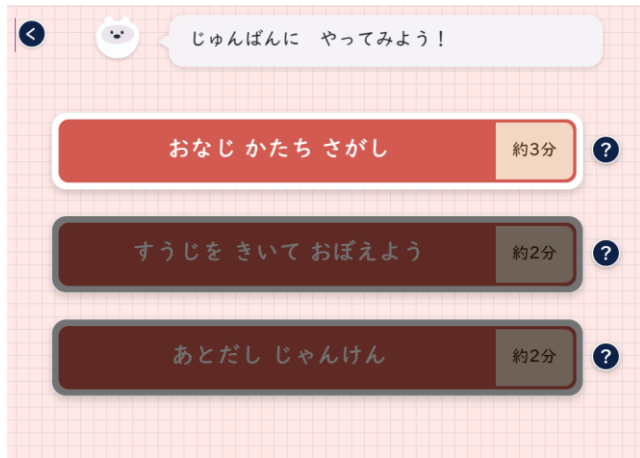 じゅんばんに　やってみよう！
おなじ かたち さがし
約3分
?
すうじを きいて おぼえよう
約2分
?
あとだし じゃんけん
約2分
?